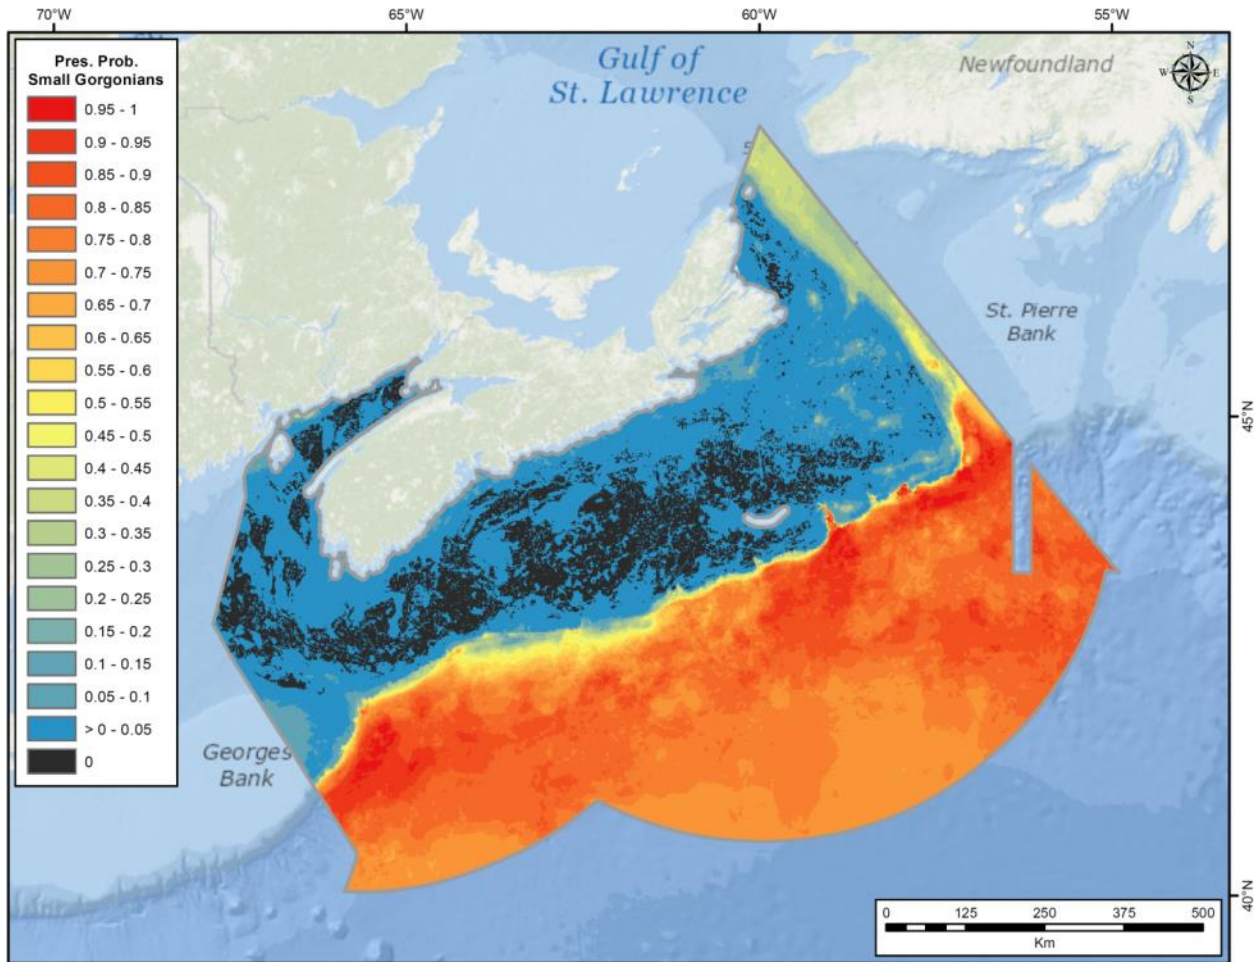 70°W
65°W
60°W
55°W
Pres. Prob.
Small Gorgonians
0.95 - 1
0.9 - 0.95
0.85 - 0.9
0.8 - 0.85
0.75 - 0.8
0.7 - 0.75
0.65 - 0.7
0.6 - 0.65
0.55 - 0.6
0.5 - 0.55
0.45 - 0.5
0.4 - 0.45
0.35 - 0.4
0.3 - 0.35
0.25 - 0.3
0.2 - 0.25
0.15 - 0.2
0.1 - 0.15
0.05 - 0.1
> 0 - 0.05
0
Gulf of
St. Lawrence
Newfoundland
N
W E
S
St. Pierre
Bank
45°N
Georges
Bank
40°N
0 125 250 375 500
Km